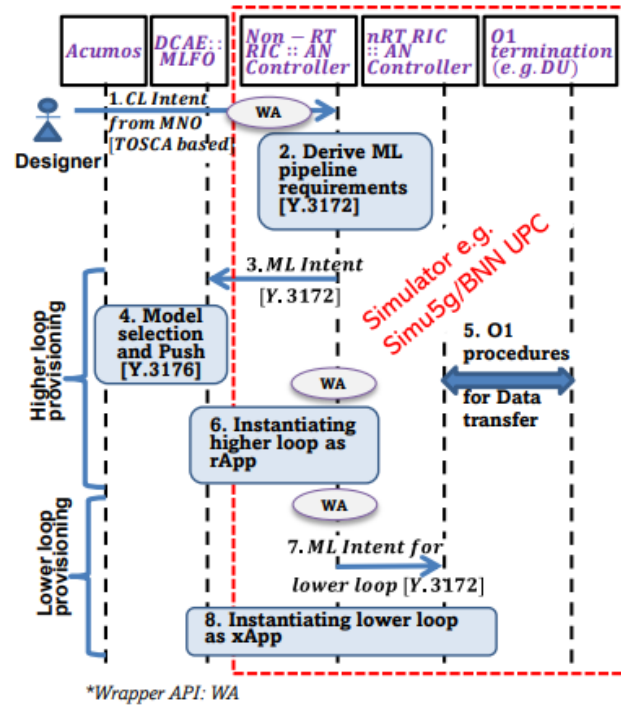 Acumos
DCAE::
MLFO
Non − RT
RIC :: AN
Controller
nRT RIC
:: AN
Controller
O1
termination
(e.g. DU)
1. CL Intent
from MNO
[TOSCA based]
WA
Designer
2. Derive ML
pipeline
requirements
[Y.3172]
3. ML Intent
[Y.3172]
Simulator e.g.
Simu5g/BNN UPC
4. Model
selection
and Push
[Y.3176]
5. O1
procedures
for Data
transfer
Higher loop
provisioning
WA
6. Instantiating
higher loop as
rApp
WA
7. ML Intent for
lower loop [Y.3172]
Lower loop
provisioning
8. Instantiating lower loop
as xApp
*Wrapper API: WA